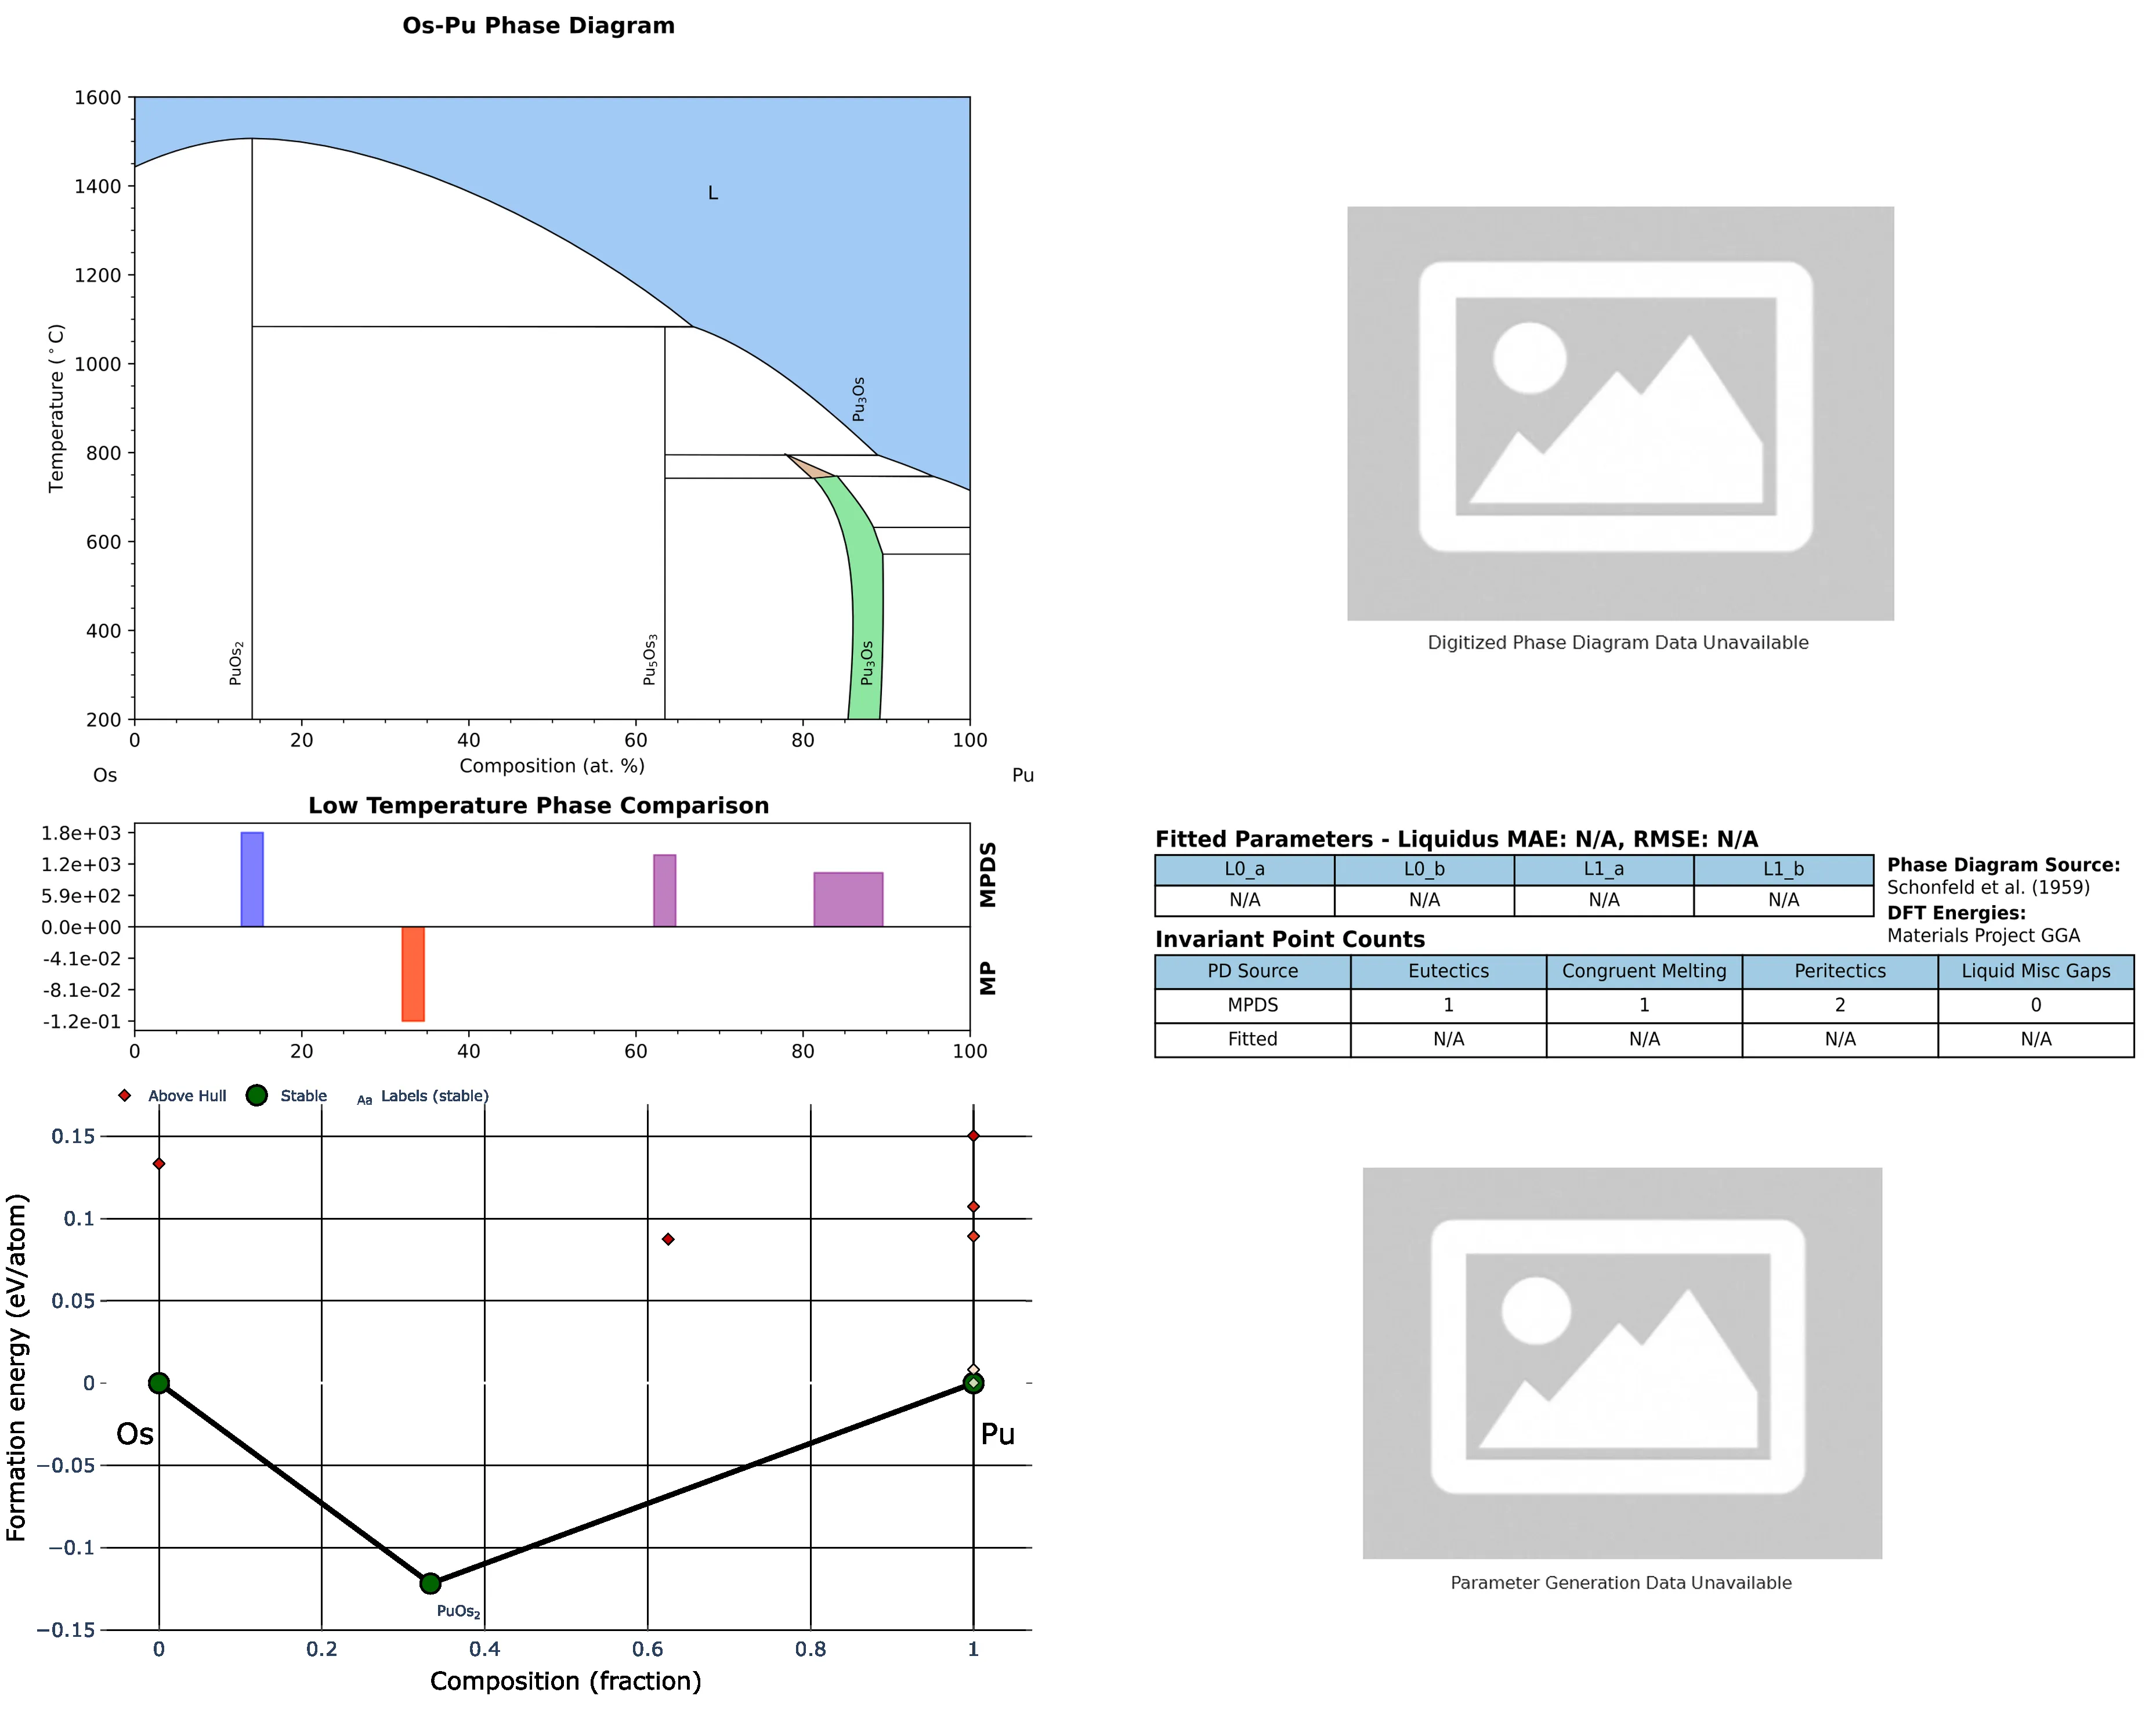 Os-Pu Phase Diagram
1600
1400
1200
1000
800
600
400
200
Temperature (°C)
L
Pu₃Os
PuOs₂
Pu₅Os₃
Pu₃Os
0 20 40 60 80 100
Composition (at. %)
Os Pu
Digitized Phase Diagram Data Unavailable
Low Temperature Phase Comparison
1.8e+03
1.2e+03
5.9e+02
0.0e+00
-4.1e-02
-8.1e-02
-1.2e-01
MPDS
MP
0 20 40 60 80 100
Fitted Parameters - Liquidus MAE: N/A, RMSE: N/A
L0_a L0_b L1_a L1_b
N/A N/A N/A N/A
Phase Diagram Source:
Schonfeld et al. (1959)
DFT Energies:
Materials Project GGA
Invariant Point Counts
PD Source Eutectics Congruent Melting Peritectics Liquid Misc Gaps
MPDS 1 1 2 0
Fitted N/A N/A N/A N/A
Above Hull Stable Aa Labels (stable)
0.15
0.1
0.05
0
−0.05
−0.1
−0.15
Formation energy (eV/atom)
Os
Pu
PuOs₂
0 0.2 0.4 0.6 0.8 1
Composition (fraction)
Parameter Generation Data Unavailable